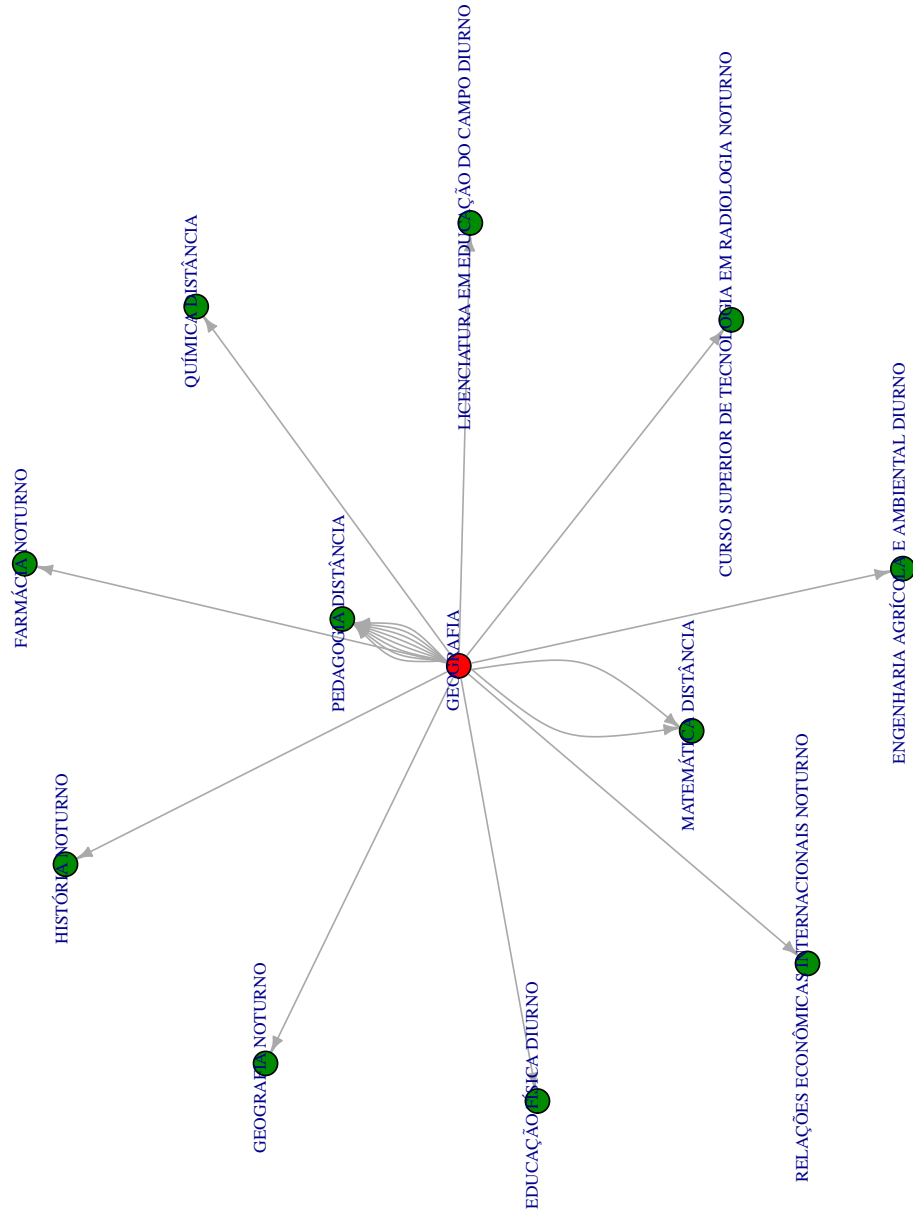 FARMÁCIA NOTURNO
HISTÓRIA NOTURNO
QUÍMICA DISTÂNCIA
GEOGRAFIA NOTURNO
PEDAGOGIA DISTÂNCIA
GEOGRAFIA
LICENCIATURA EM EDUCAÇÃO DO CAMPO DIURNO
EDUCAÇÃO FÍSICA DIURNO
MATEMÁTICA DISTÂNCIA
CURSO SUPERIOR DE TECNOLOGIA EM RADIOLOGIA NOTURNO
RELAÇÕES ECONÔMICAS INTERNACIONAIS NOTURNO
ENGENHARIA AGRÍCOLA E AMBIENTAL DIURNO